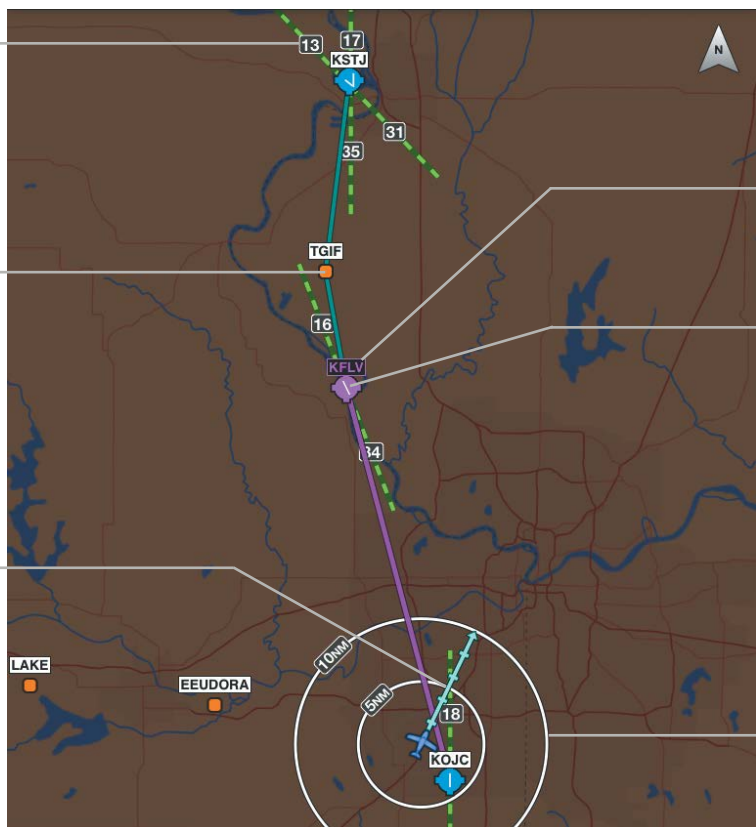 17
13
KSTJ
N
31
35
TGIF
16
KFLV
34
10NM
LAKE
EEUDORA
5NM
18
KOJC